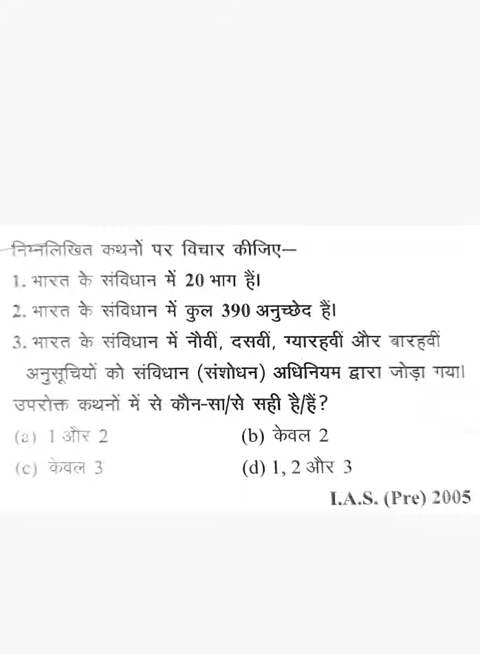 निम्नलिखित कथनों पर विचार कीजिए—
1. भारत के संविधान में 20 भाग हैं।
2. भारत के संविधान में कुल 390 अनुच्छेद हैं।
3. भारत के संविधान में नौवीं, दसवीं, ग्यारहवीं और बारहवीं
अनुसूचियों को संविधान (संशोधन) अधिनियम द्वारा जोड़ा गया।
उपरोक्त कथनों में से कौन-सा/से सही है/हैं?
(a) 1 और 2 (b) केवल 2
(c) केवल 3 (d) 1, 2 और 3
I.A.S. (Pre) 2005